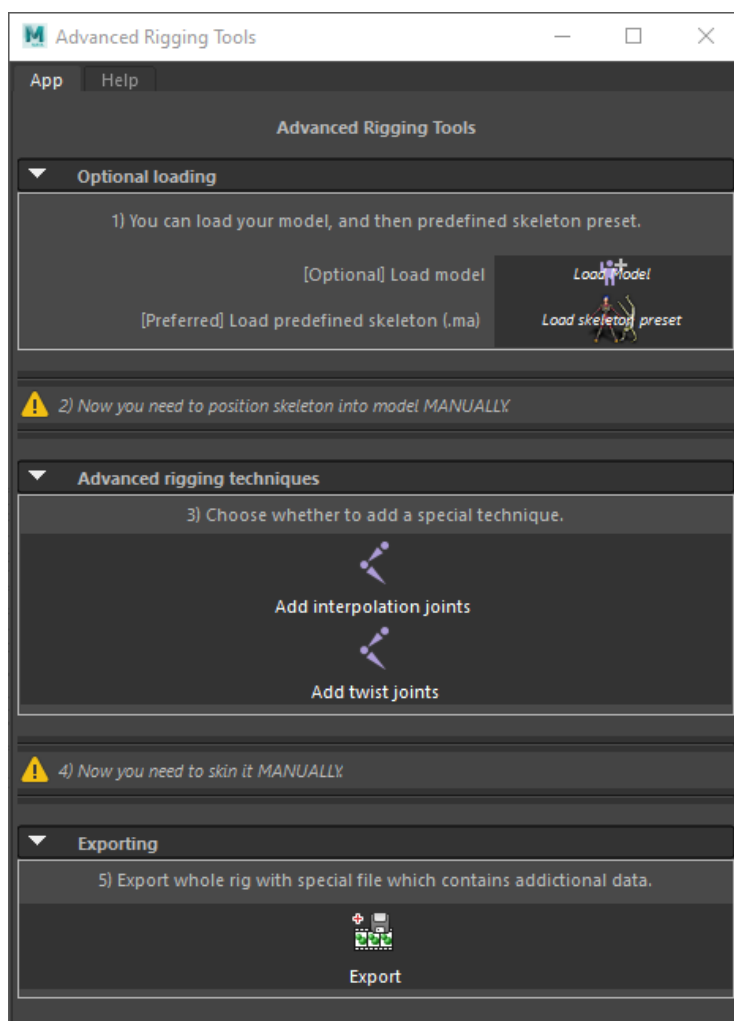 Advanced Rigging Tools
App Help
Advanced Rigging Tools
Optional loading
1) You can load your model, and then predefined skeleton preset.
[Optional] Load model Load Model
[Preferred] Load predefined skeleton (.ma) Load skeleton preset
2) Now you need to position skeleton into model MANUALLY.
Advanced rigging techniques
3) Choose whether to add a special technique.
Add interpolation joints
Add twist joints
4) Now you need to skin it MANUALLY.
Exporting
5) Export whole rig with special file which contains addictional data.
Export